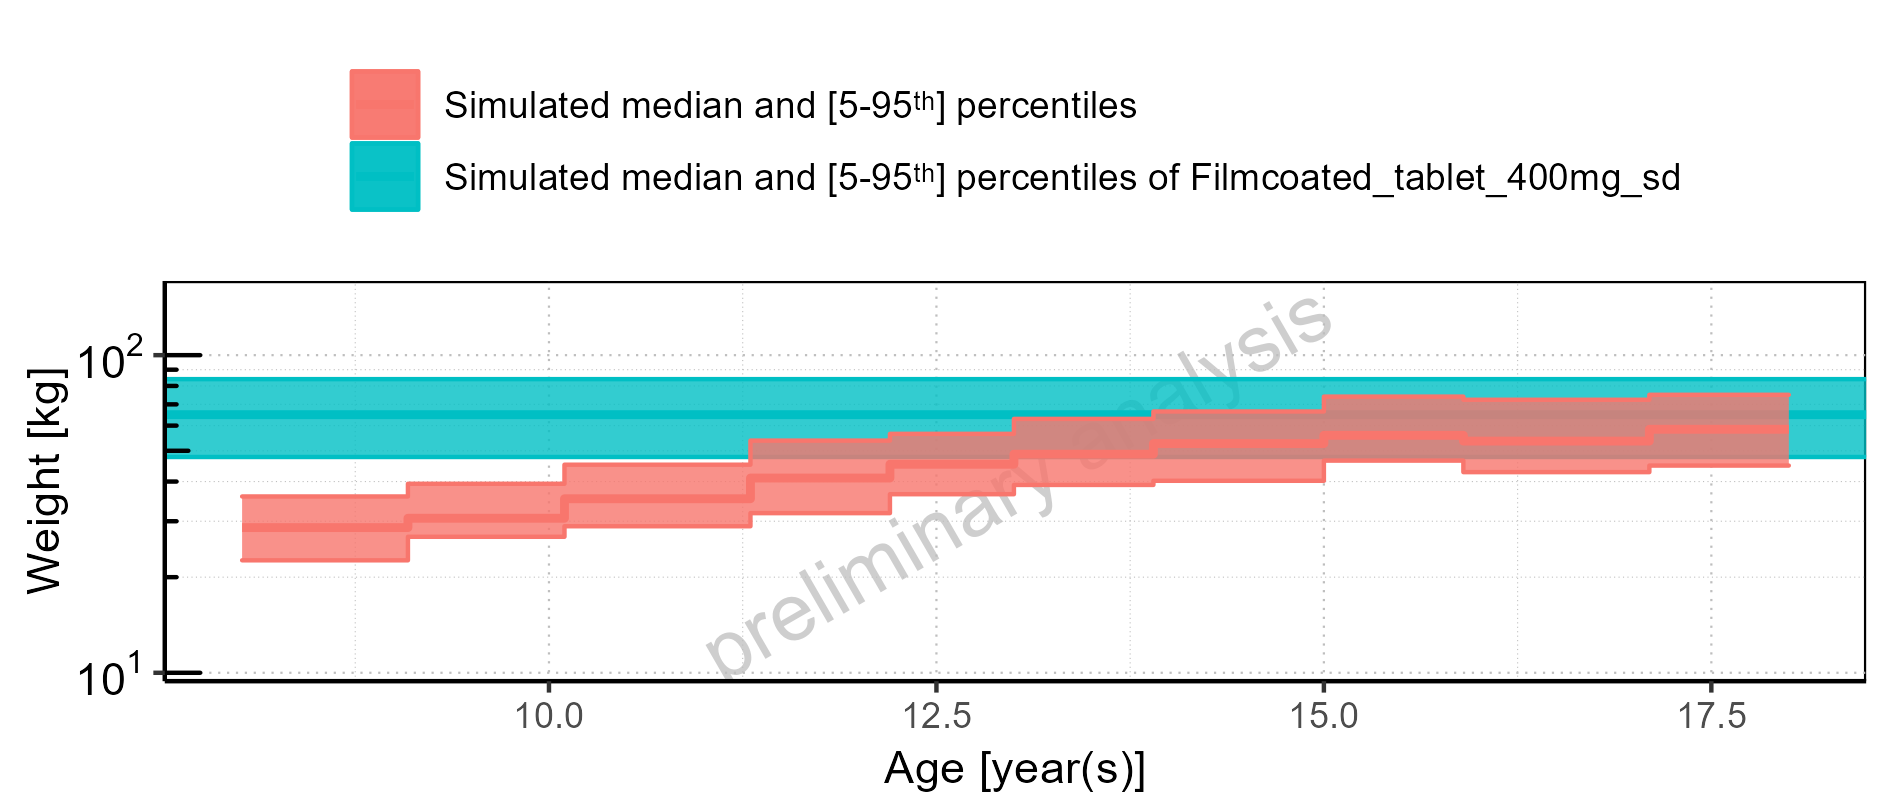 Simulated median and [5-95th] percentiles
Simulated median and [5-95th] percentiles of Filmcoated_tablet_400mg_sd
Weight [kg]
10²
10¹
preliminary analysis
10.0 12.5 15.0 17.5
Age [year(s)]